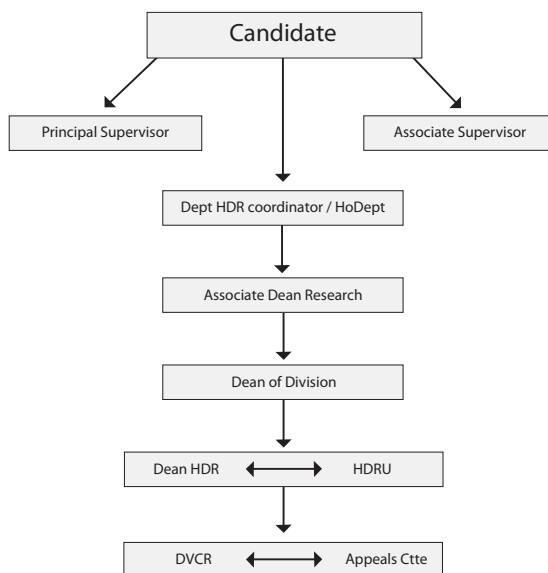 Candidate
Principal Supervisor
Associate Supervisor
Dept HDR coordinator / HoDept
Associate Dean Research
Dean of Division
Dean HDR HDRU
DVCR Appeals Ctte